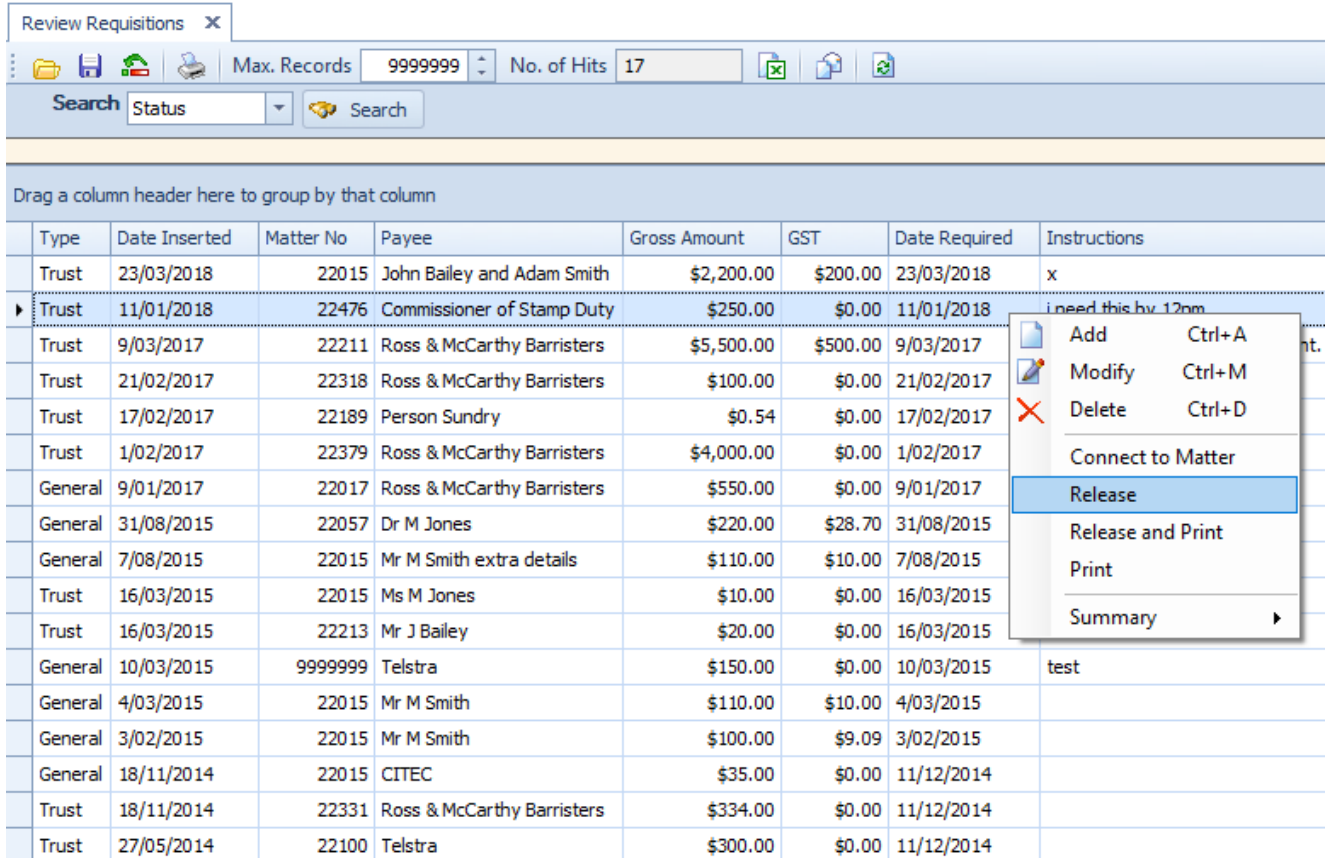 Review Requisitions X
Max. Records 9999999 No. of Hits 17
Search Status Search
Drag a column header here to group by that column
Type Date Inserted Matter No Payee Gross Amount GST Date Required Instructions
Trust 23/03/2018 22015 John Bailey and Adam Smith $2,200.00 $200.00 23/03/2018 x
Trust 11/01/2018 22476 Commissioner of Stamp Duty $250.00 $0.00 11/01/2018 i need this by 12pm
Trust 9/03/2017 22211 Ross & McCarthy Barristers $5,500.00 $500.00 9/03/2017
Trust 21/02/2017 22318 Ross & McCarthy Barristers $100.00 $0.00 21/02/2017
Trust 17/02/2017 22189 Person Sundry $0.54 $0.00 17/02/2017
Trust 1/02/2017 22379 Ross & McCarthy Barristers $4,000.00 $0.00 1/02/2017
General 9/01/2017 22017 Ross & McCarthy Barristers $550.00 $0.00 9/01/2017
General 31/08/2015 22057 Dr M Jones $220.00 $28.70 31/08/2015
General 7/08/2015 22015 Mr M Smith extra details $110.00 $10.00 7/08/2015
Trust 16/03/2015 22015 Ms M Jones $10.00 $0.00 16/03/2015
Trust 16/03/2015 22213 Mr J Bailey $20.00 $0.00 16/03/2015
General 10/03/2015 9999999 Telstra $150.00 $0.00 10/03/2015 test
General 4/03/2015 22015 Mr M Smith $110.00 $10.00 4/03/2015
General 3/02/2015 22015 Mr M Smith $100.00 $9.09 3/02/2015
General 18/11/2014 22015 CITEC $35.00 $0.00 11/12/2014
Trust 18/11/2014 22331 Ross & McCarthy Barristers $334.00 $0.00 11/12/2014
Trust 27/05/2014 22100 Telstra $300.00 $0.00 11/12/2014
Add Ctrl+A
Modify Ctrl+M
Delete Ctrl+D
Connect to Matter
Release
Release and Print
Print
Summary